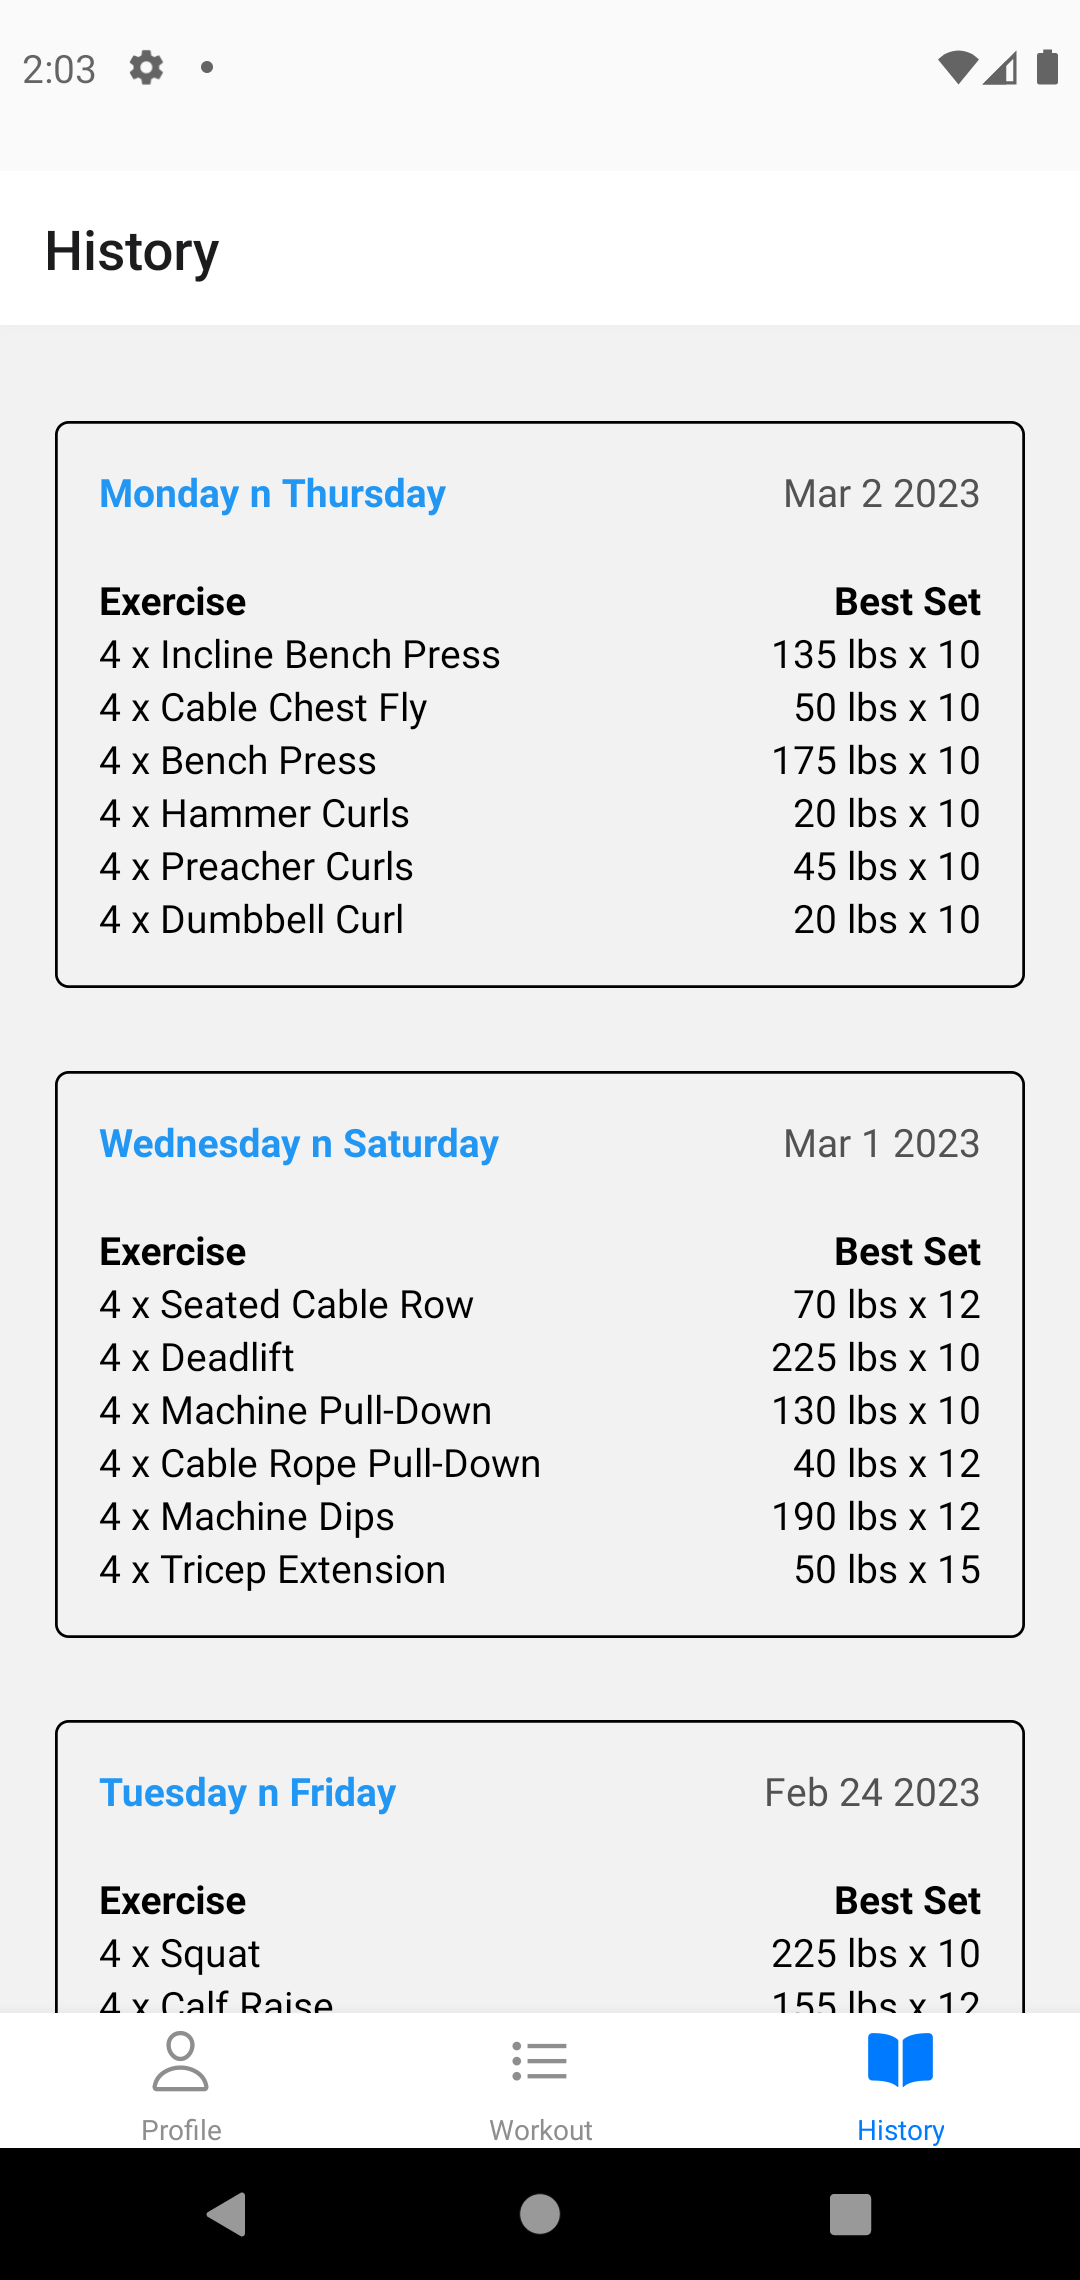 2:03
History
Monday n Thursday Mar 2 2023
Exercise Best Set
4 x Incline Bench Press 135 lbs x 10
4 x Cable Chest Fly 50 lbs x 10
4 x Bench Press 175 lbs x 10
4 x Hammer Curls 20 lbs x 10
4 x Preacher Curls 45 lbs x 10
4 x Dumbbell Curl 20 lbs x 10
Wednesday n Saturday Mar 1 2023
Exercise Best Set
4 x Seated Cable Row 70 lbs x 12
4 x Deadlift 225 lbs x 10
4 x Machine Pull-Down 130 lbs x 10
4 x Cable Rope Pull-Down 40 lbs x 12
4 x Machine Dips 190 lbs x 12
4 x Tricep Extension 50 lbs x 15
Tuesday n Friday Feb 24 2023
Exercise Best Set
4 x Squat 225 lbs x 10
4 x Calf Raise 155 lbs x 12
Profile Workout History